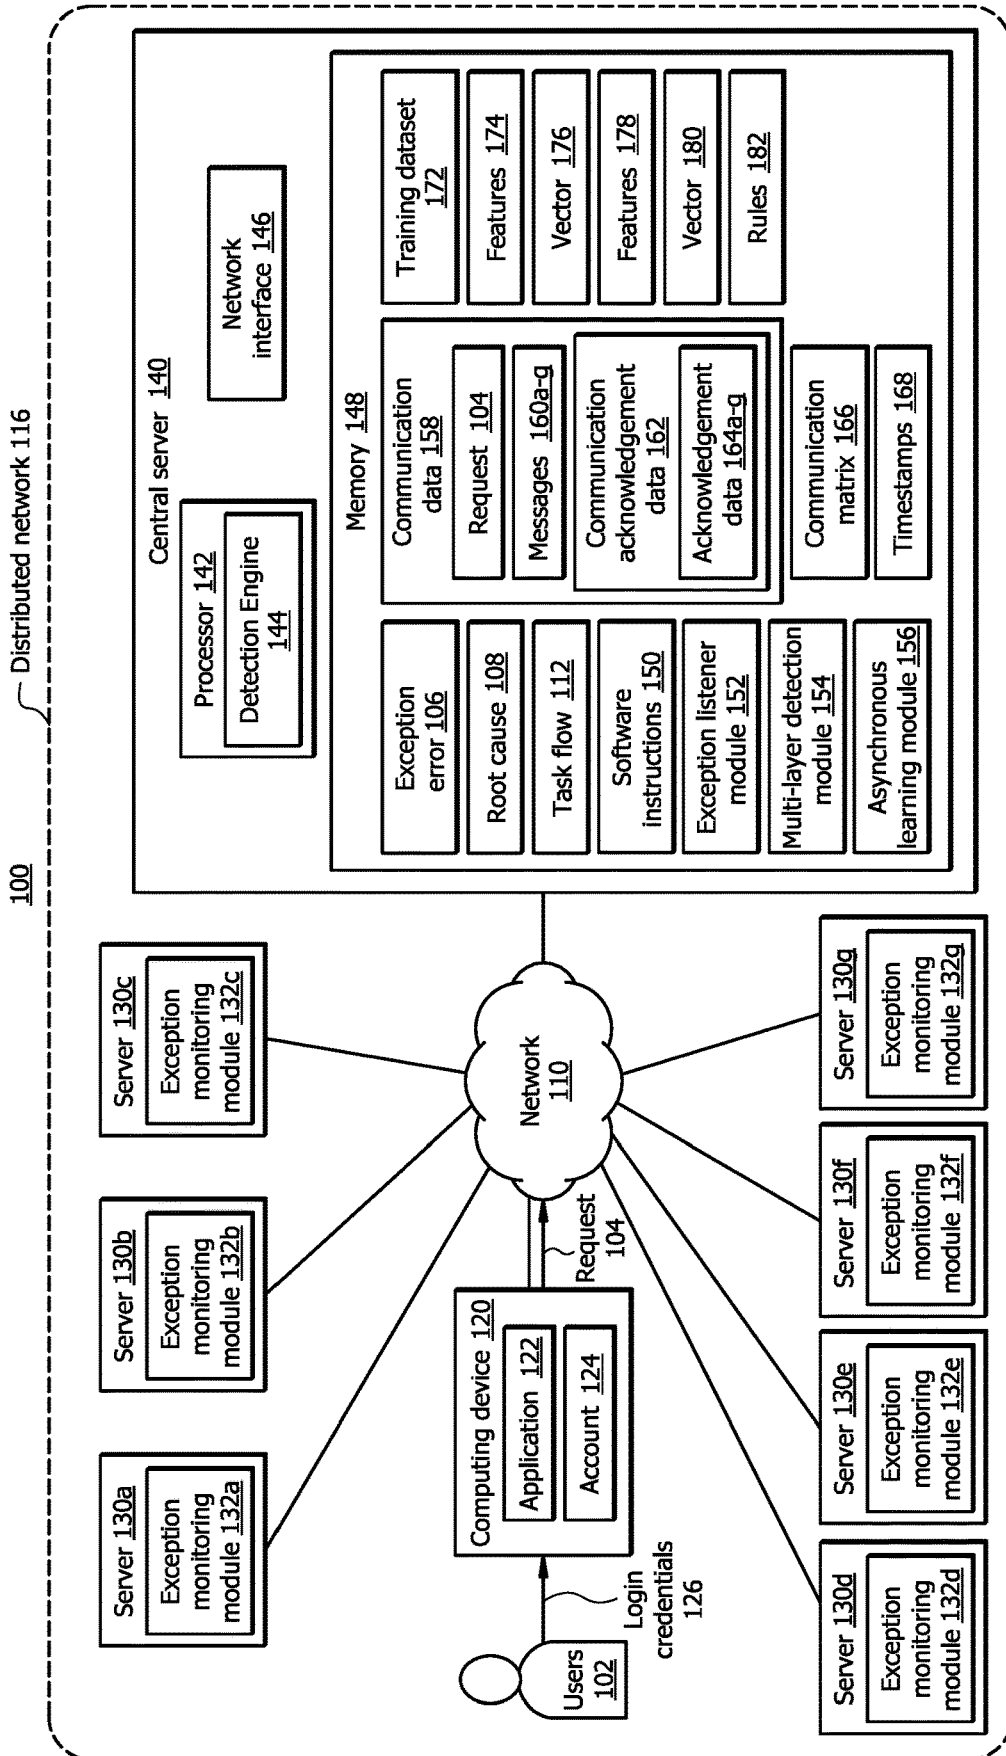 100
Distributed network 116
Server 130a
Exception
monitoring
module 132a
Server 130b
Exception
monitoring
module 132b
Server 130c
Exception
monitoring
module 132c
Users
102
Login
credentials
126
Computing device 120
Application 122
Account 124
Request
104
Network
110
Server 130d
Exception
monitoring
module 132d
Server 130e
Exception
monitoring
module 132e
Server 130f
Exception
monitoring
module 132f
Server 130g
Exception
monitoring
module 132g
Central server 140
Processor 142
Detection Engine
144
Network
interface 146
Memory 148
Exception
error 106
Root cause 108
Task flow 112
Software
instructions 150
Exception listener
module 152
Multi-layer detection
module 154
Asynchronous
learning module 156
Communication
data 158
Request 104
Messages 160a-g
Communication
acknowledgement
data 162
Acknowledgement
data 164a-g
Communication
matrix 166
Timestamps 168
Training dataset
172
Features 174
Vector 176
Features 178
Vector 180
Rules 182